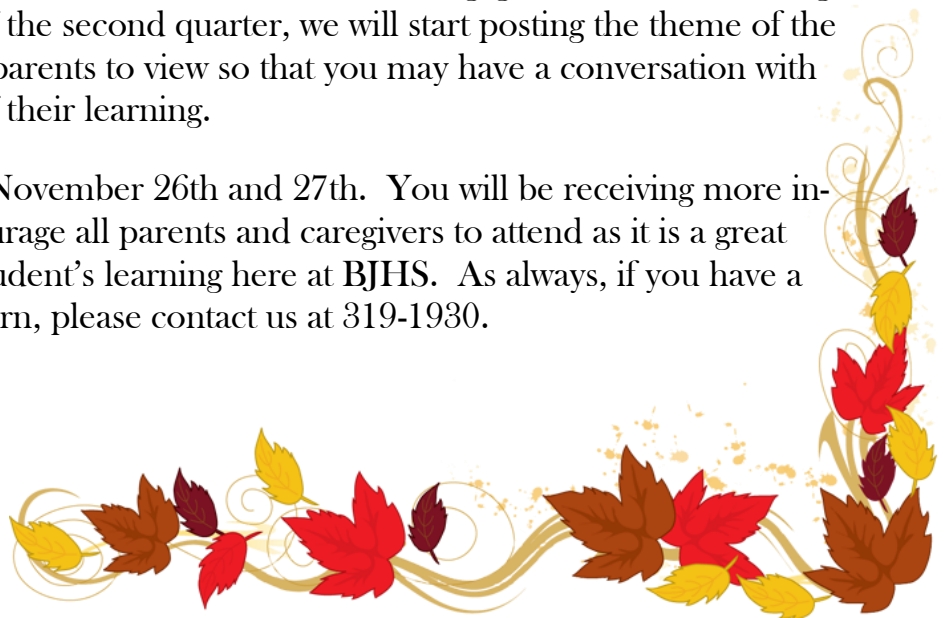 the second quarter, we will start posting the theme of the
parents to view so that you may have a conversation with
their learning.
November 26th and 27th.  You will be receiving more in-
urage all parents and caregivers to attend as it is a great
udent’s learning here at BJHS.  As always, if you have a
rn, please contact us at 319-1930.